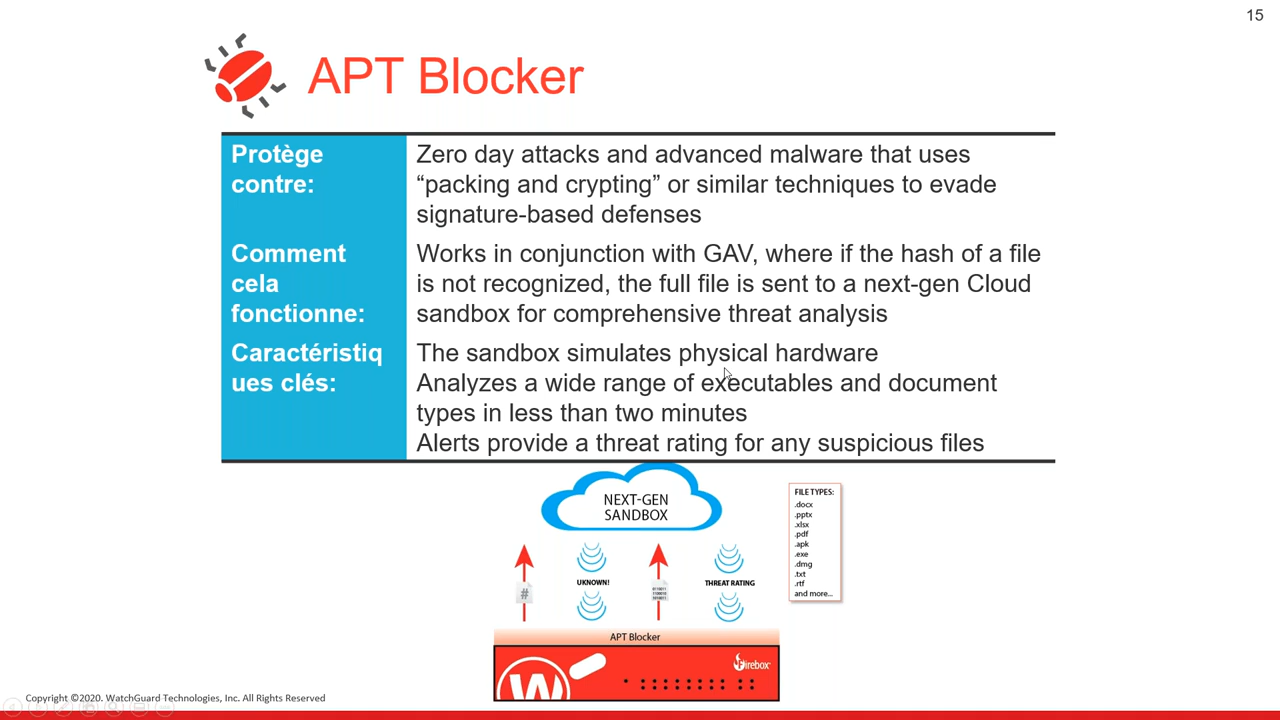 15
APT Blocker
Protège
contre:
Zero day attacks and advanced malware that uses
“packing and crypting” or similar techniques to evade
signature-based defenses
Comment
cela
fonctionne:
Works in conjunction with GAV, where if the hash of a file
is not recognized, the full file is sent to a next-gen Cloud
sandbox for comprehensive threat analysis
Caractéristiq
ues clés:
The sandbox simulates physical hardware
Analyzes a wide range of executables and document
types in less than two minutes
Alerts provide a threat rating for any suspicious files
NEXT-GEN
SANDBOX
#
UKNOWN!
THREAT RATING
FILE TYPES:
.docx
.pptx
.xlsx
.pdf
.apk
.exe
.dmg
.txt
.rtf
and more...
APT Blocker
W
Firebox
Copyright ©2020. WatchGuard Technologies, Inc. All Rights Reserved